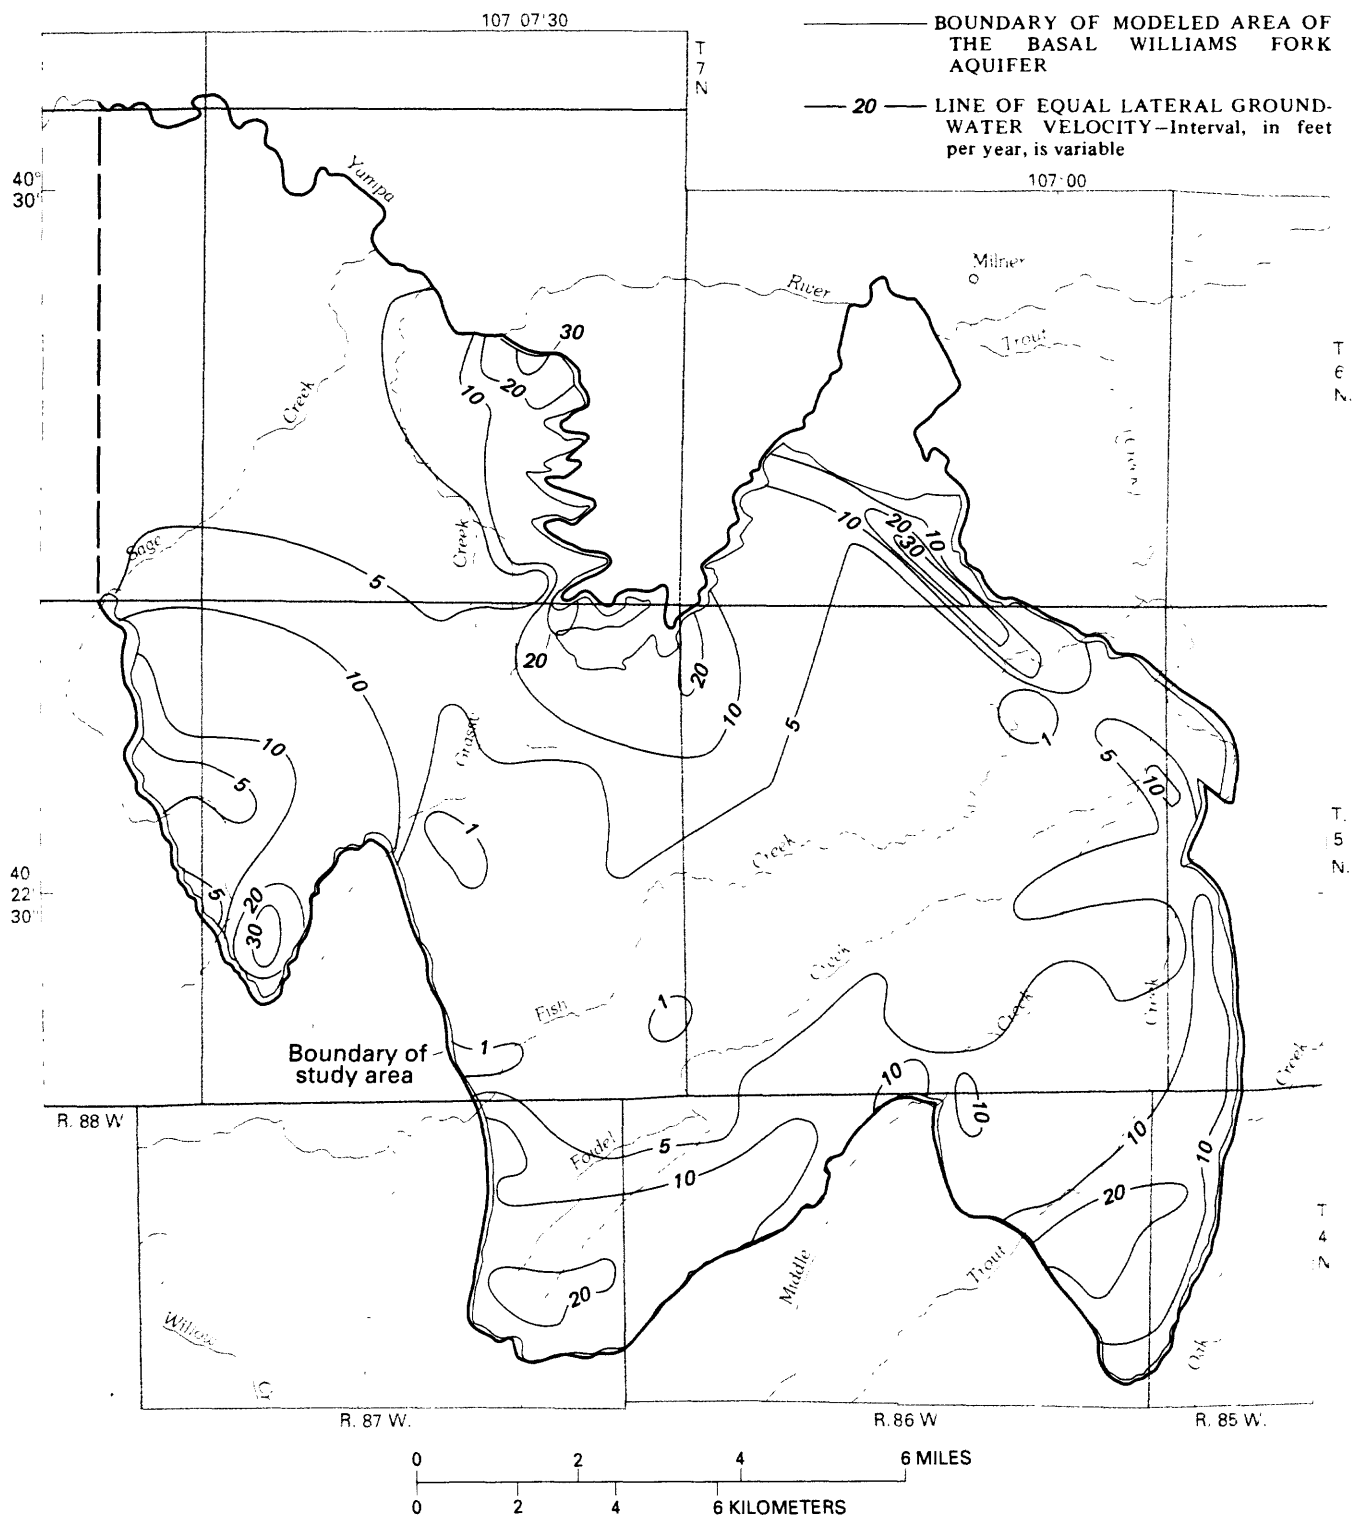 107 07'30
BOUNDARY OF MODELED AREA OF
THE BASAL WILLIAMS FORK
AQUIFER
T
7
N
20
LINE OF EQUAL LATERAL GROUND-
WATER VELOCITY—Interval, in feet
per year, is variable
40°
30'
107 00
Yampa
Milner
River
Trout
30
20
10
Creek
T
6
N.
Creek
Sage
5
10
20
30
10
20
20
10
10
Grassy
5
1
5
10
10
5
1
Creek
T.
5
N.
40
22
30"
5
20
30
Creek
Fish
1
Creek
Creek
1
Boundary of
study area
Creek
10
10
R. 88 W
Foidel
5
10
10
10
20
T
4
N
20
Middle
Trout
Willow
Oak
R. 87 W.
R.86 W
R. 85 W.
0 2 4 6 MILES
0 2 4 6 KILOMETERS